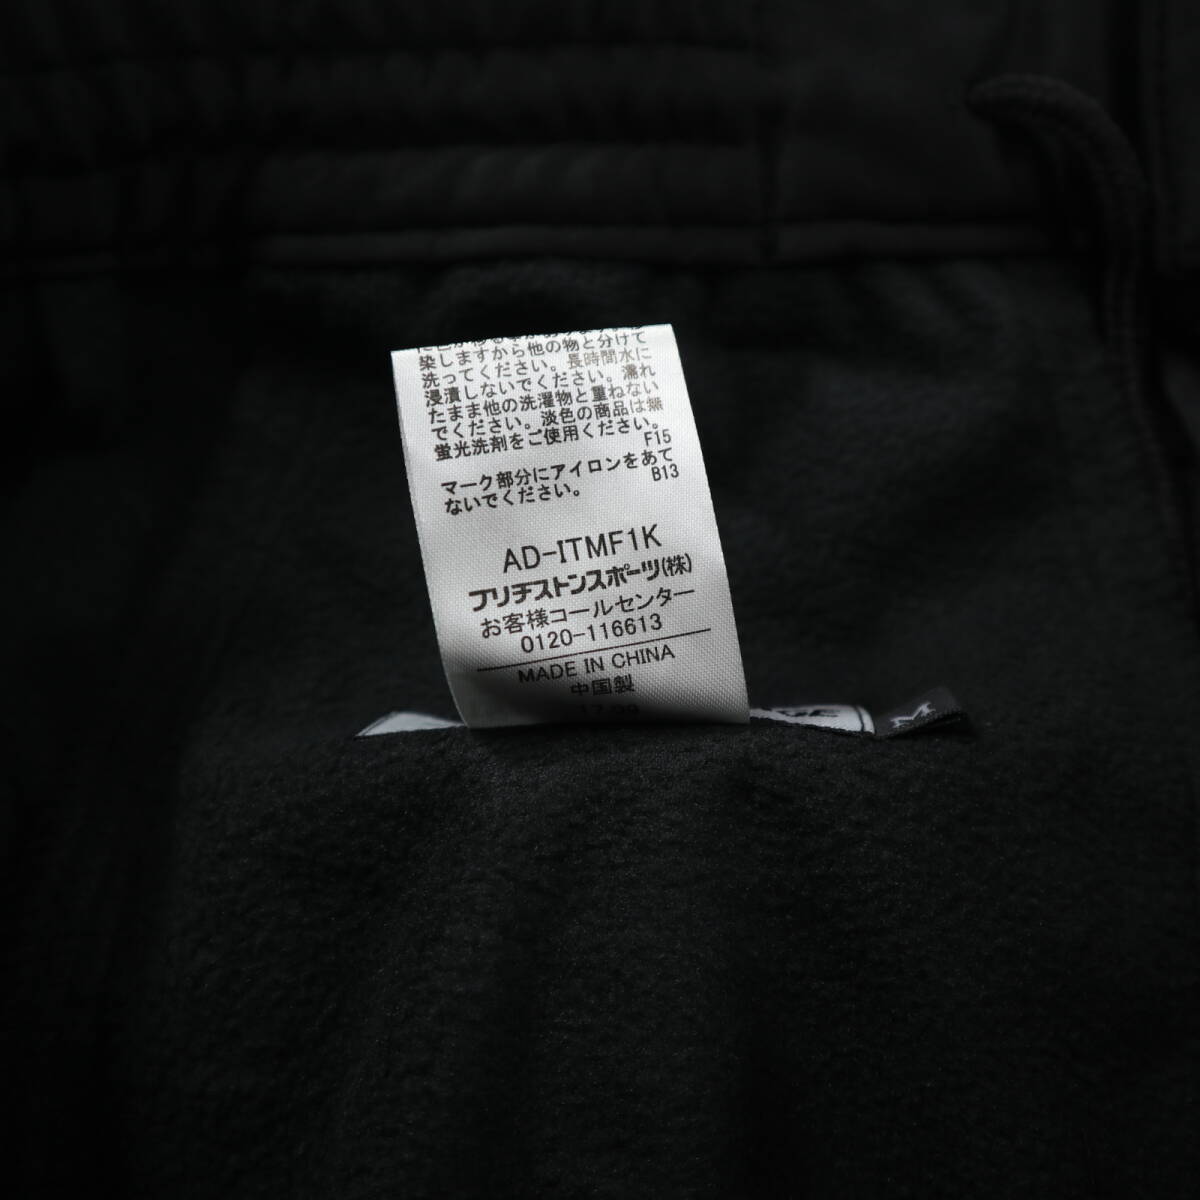 染しますから他の物と分けて
洗ってください。長時間水に
浸漬しないでください。濡れ
たまま他の洗濯物と重ねない
でください。淡色の商品は無
蛍光洗剤をご使用ください。
F15
マーク部分にアイロンをあて
ないでください。
B13
AD-ITMF1K
ブリヂストンスポーツ(株)
お客様コールセンター
0120-116613
MADE IN CHINA
中国製
M